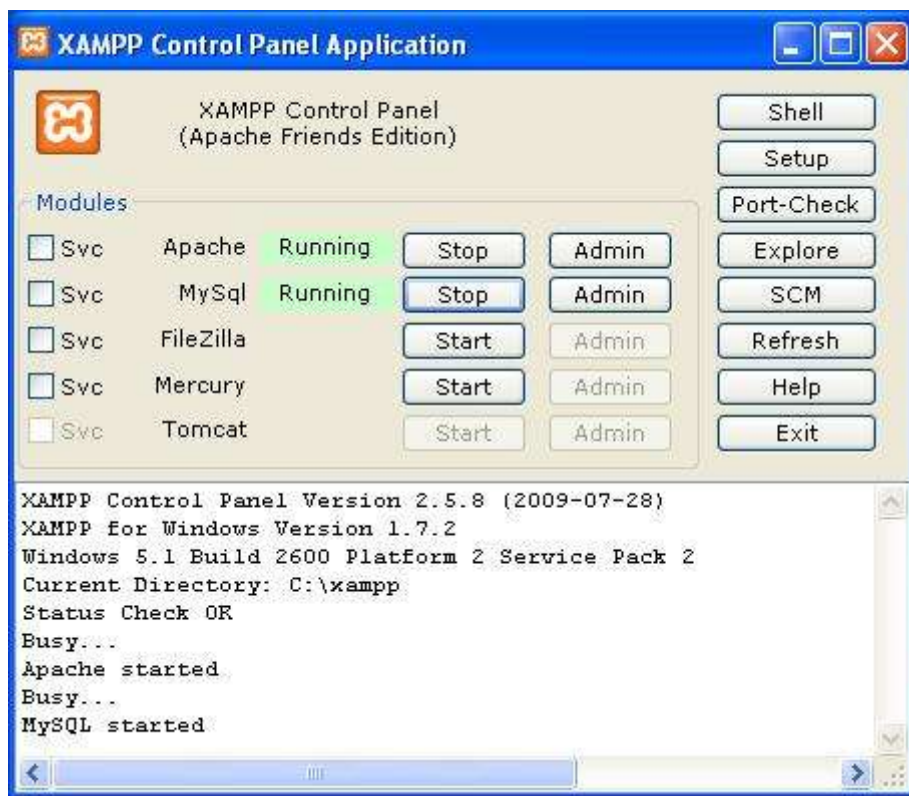 XAMPP Control Panel Application
XAMPP Control Panel
(Apache Friends Edition)
Shell
Setup
Port-Check
Explore
SCM
Refresh
Help
Exit
Modules
Svc Apache Running Stop Admin
Svc MySql Running Stop Admin
Svc FileZilla Start Admin
Svc Mercury Start Admin
Svc Tomcat Start Admin
XAMPP Control Panel Version 2.5.8 (2009-07-28)
XAMPP for Windows Version 1.7.2
Windows 5.1 Build 2600 Platform 2 Service Pack 2
Current Directory: C:\xampp
Status Check OK
Busy...
Apache started
Busy...
MySQL started